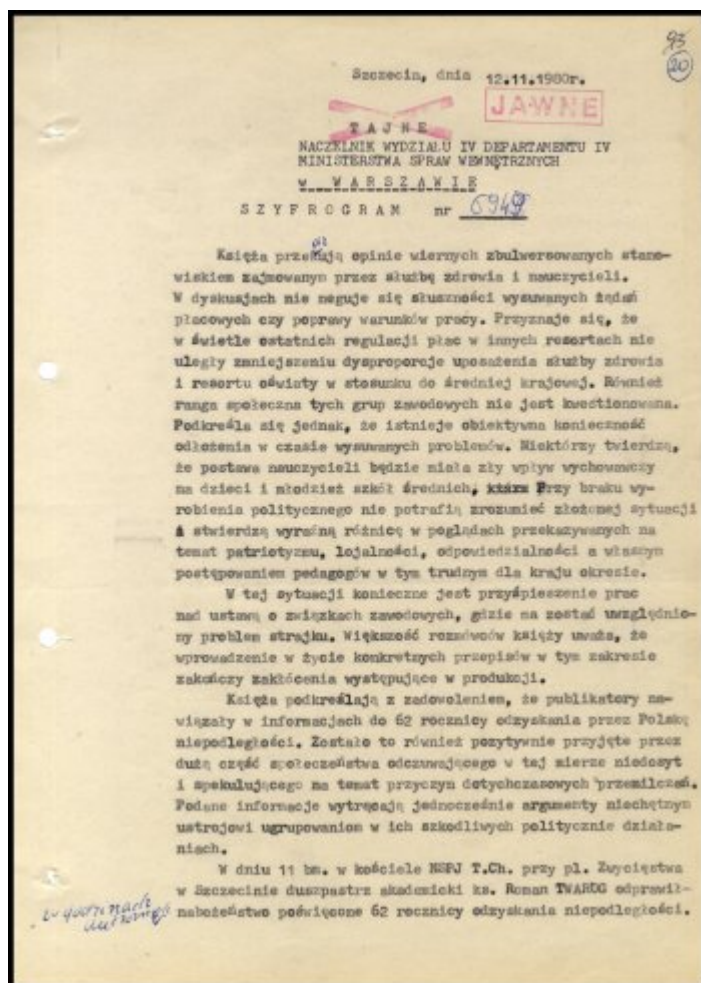 93
20
Szczecin, dnia 12.11.1980r.
JAWNE
TAJNE
NACZELNIK WYDZIAŁU IV DEPARTAMENTU IV
MINISTERSTWA SPRAW WEWNĘTRZNYCH
w WARSZAWIE
SZYFROGRAM nr
Księża przekazują opinie wiernych zbulwersowanych stano-
wiskiem zajmowanym przez służbę zdrowia i nauczycieli.
W dyskusjach nie neguje się słuszności wysuwanych żądań
płacowych czy poprawy warunków pracy. Przyznaje się, że
w świetle ostatnich regulacji płac w innych resortach nie
uległy zmniejszeniu dysproporcje uposażenia służby zdrowia
i resortu oświaty w stosunku do średniej krajowej. Również
ranga społeczna tych grup zawodowych nie jest kwestionowana.
Podkreśla się jednak, że istnieje obiektywna konieczność
odłożenia w czasie wysuwanych problemów. Niektórzy twierdzą,
że postawa nauczycieli będzie miała zły wpływ wychowawczy
na dzieci i młodzież szkół średnich, która Przy braku wy-
robienia politycznego nie potrafią zrozumieć złożonej sytuacji
i stwierdzą wyraźną różnicę w poglądach przekazywanych na
temat patriotyzmu, lojalności, odpowiedzialności a własnym
postępowaniem pedagogów w tym trudnym dla kraju okresie.
W tej sytuacji konieczne jest przyśpieszenie prac
nad ustawą o związkach zawodowych, gdzie ma zostać uwzględnio-
ny problem strajku. Większość rozmówców księży uważa, że
wprowadzenie w życie konkretnych przepisów w tym zakresie
zakończy zakłócenia występujące w produkcji.
Księża podkreślają z zadowoleniem, że publikatory na-
wiązały w informacjach do 62 rocznicy odzyskania przez Polskę
niepodległości. Zostało to również pozytywnie przyjęte przez
dużą część społeczeństwa odczuwającego w tej mierze niedosyt
i spekulującego na temat przyczyn dotychczasowych przemilczeń.
Podane informacje wytrącają jednocześnie argumenty niechętnym
ustrojowi ugrupowaniom w ich szkodliwych politycznie działa-
niach.
W dniu 11 bm. w kościele NSPJ T.Ch. przy pl. Zwycięstwa
w Szczecinie duszpastrz akademicki ks. Roman TWARÓG odprawił
nabożeństwo poświęcone 62 rocznicy odzyskania niepodległości.
w godzinach